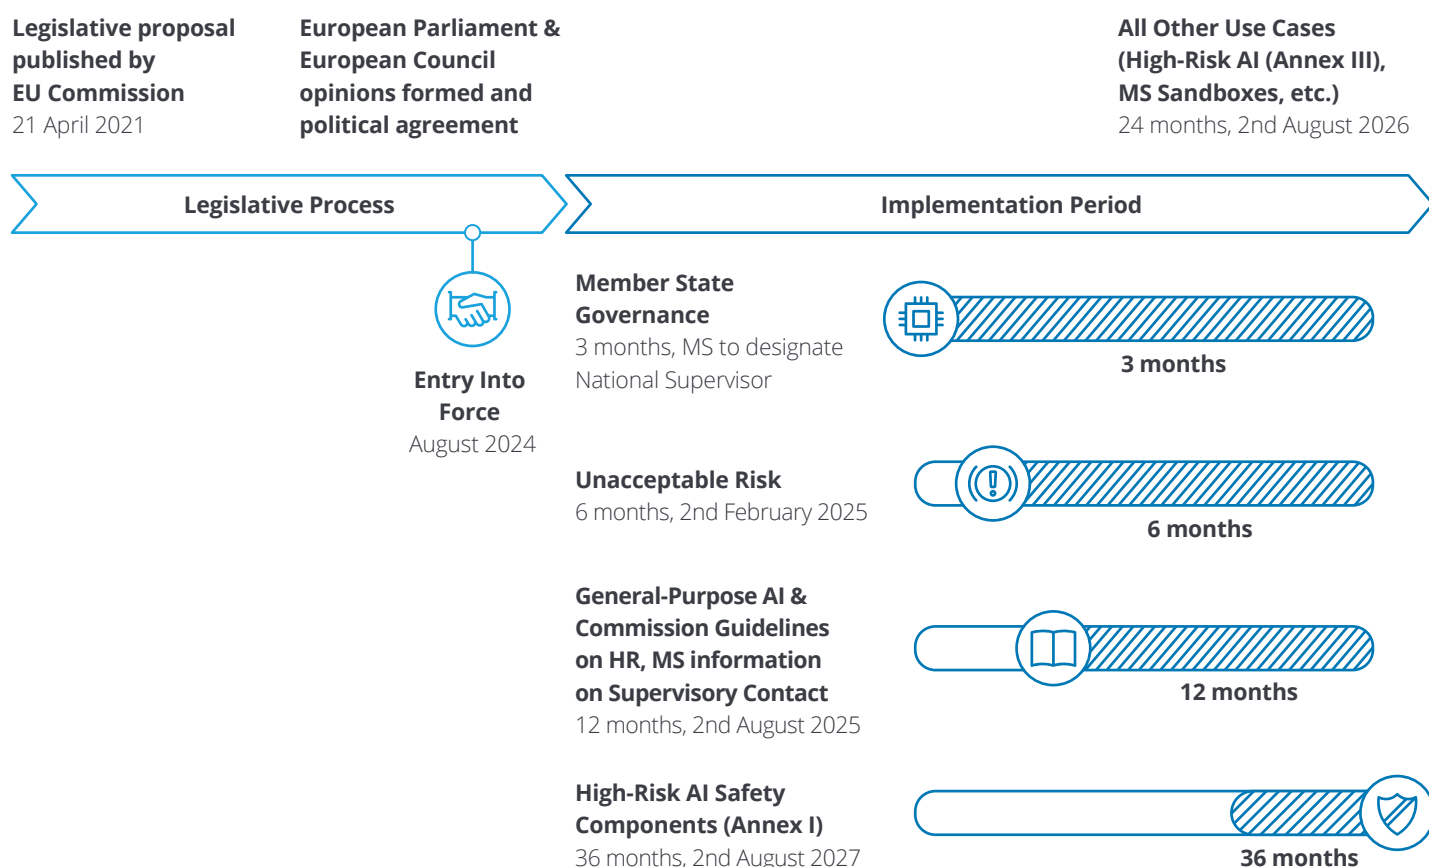 Legislative proposal
published by
EU Commission
21 April 2021
European Parliament &
European Council
opinions formed and
political agreement
All Other Use Cases
(High-Risk AI (Annex III),
MS Sandboxes, etc.)
24 months, 2nd August 2026
Legislative Process
Implementation Period
Entry Into
Force
August 2024
Member State
Governance
3 months, MS to designate
National Supervisor
3 months
Unacceptable Risk
6 months, 2nd February 2025
6 months
General-Purpose AI &
Commission Guidelines
on HR, MS information
on Supervisory Contact
12 months, 2nd August 2025
12 months
High-Risk AI Safety
Components (Annex I)
36 months, 2nd August 2027
36 months